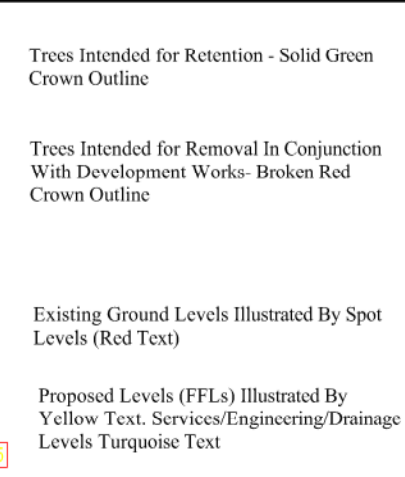 Trees Intended for Retention - Solid Green
Crown Outline
Trees Intended for Removal In Conjunction
With Development Works- Broken Red
Crown Outline
Existing Ground Levels Illustrated By Spot
Levels (Red Text)
Proposed Levels (FFLs) Illustrated By
Yellow Text. Services/Engineering/Drainage
Levels Turquoise Text